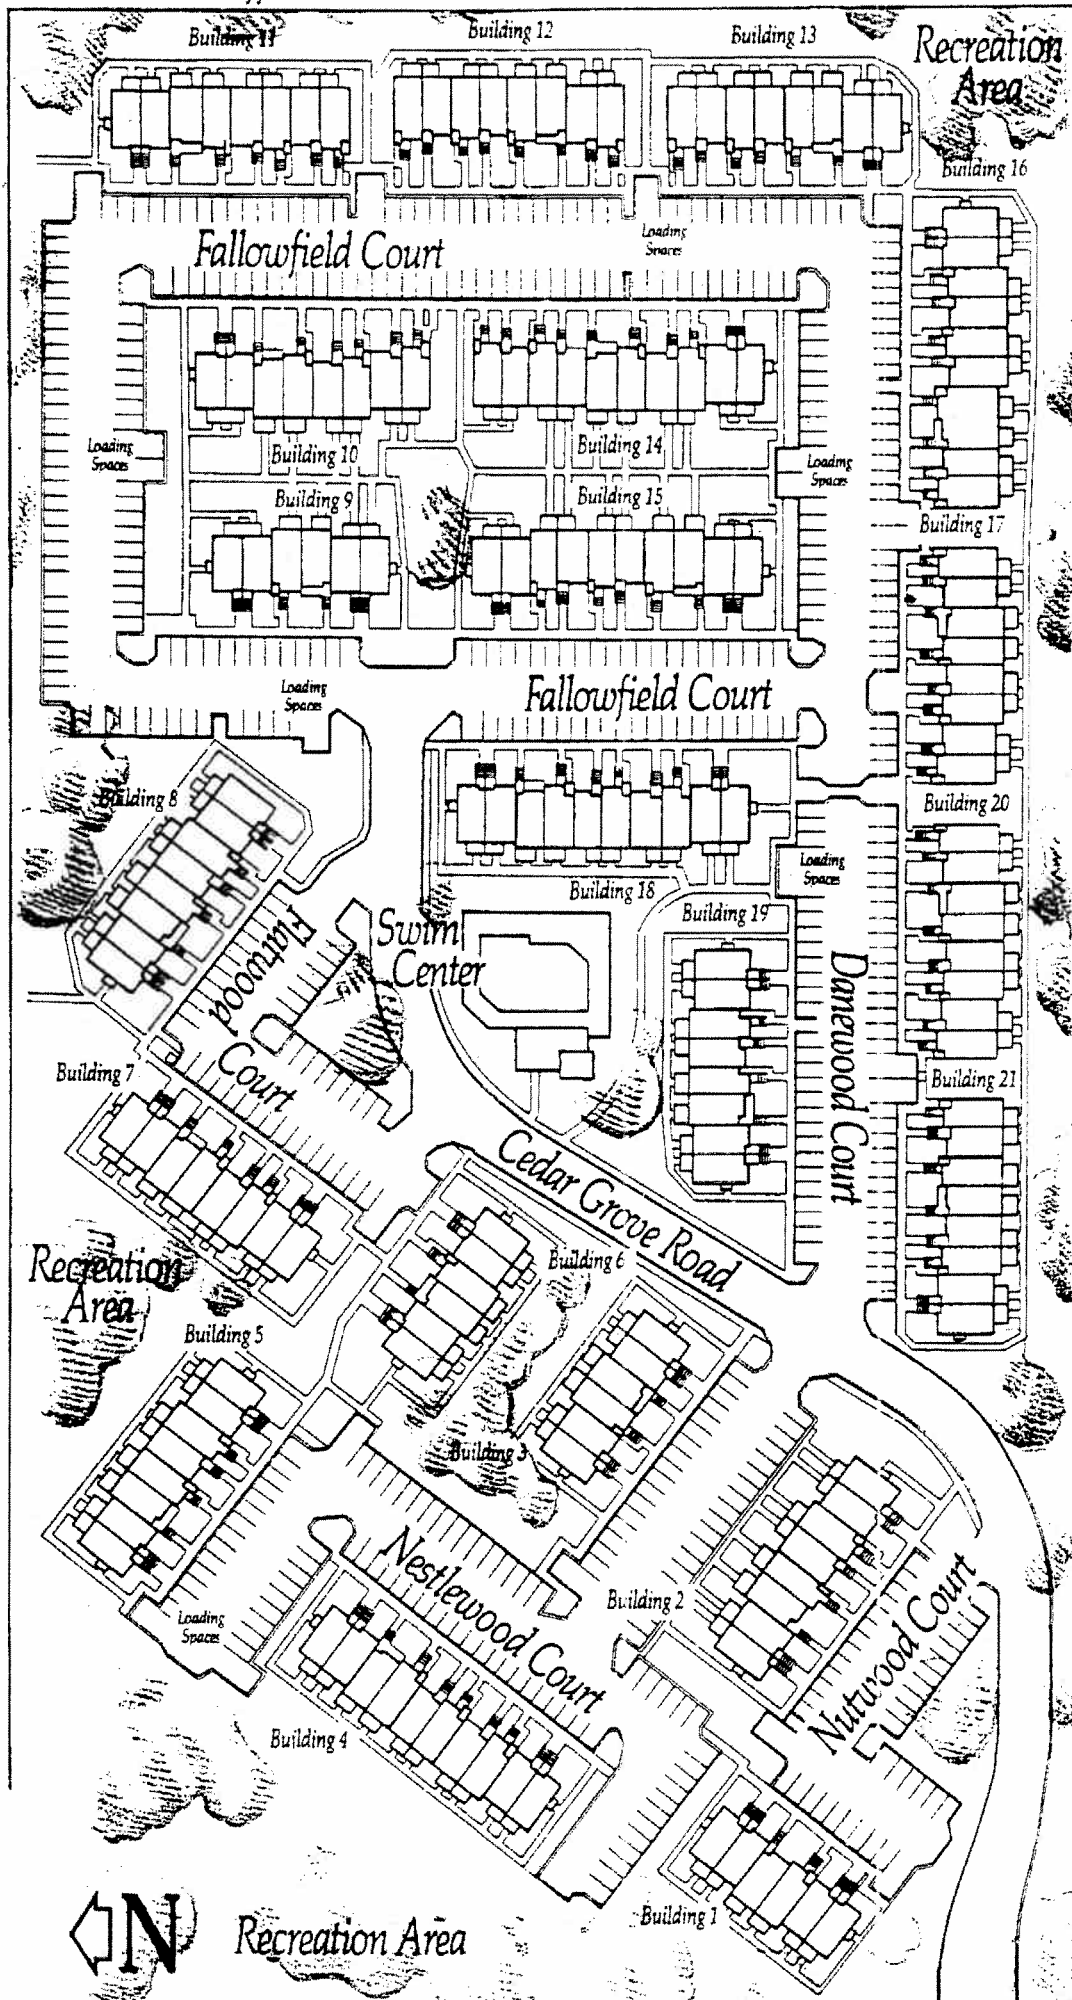 Building 11
Building 12
Building 13
Recreation
Area
Building 16
Fallowfield Court
Loading
Spaces
Loading
Spaces
Building 10
Building 14
Loading
Spaces
Building 9
Building 15
Building 17
Loading
Spaces
Fallowfield Court
Building 8
Building 20
Loading
Spaces
Building 18
Building 19
Flatwood
Court
Swim
Center
Danewood Court
Building 7
Building 21
Cedar Grove Road
Recreation
Area
Building 6
Building 5
Building 3
Nestlewood Court
Building 2
Nutwood Court
Loading
Spaces
Building 4
Building 1
N
Recreation Area